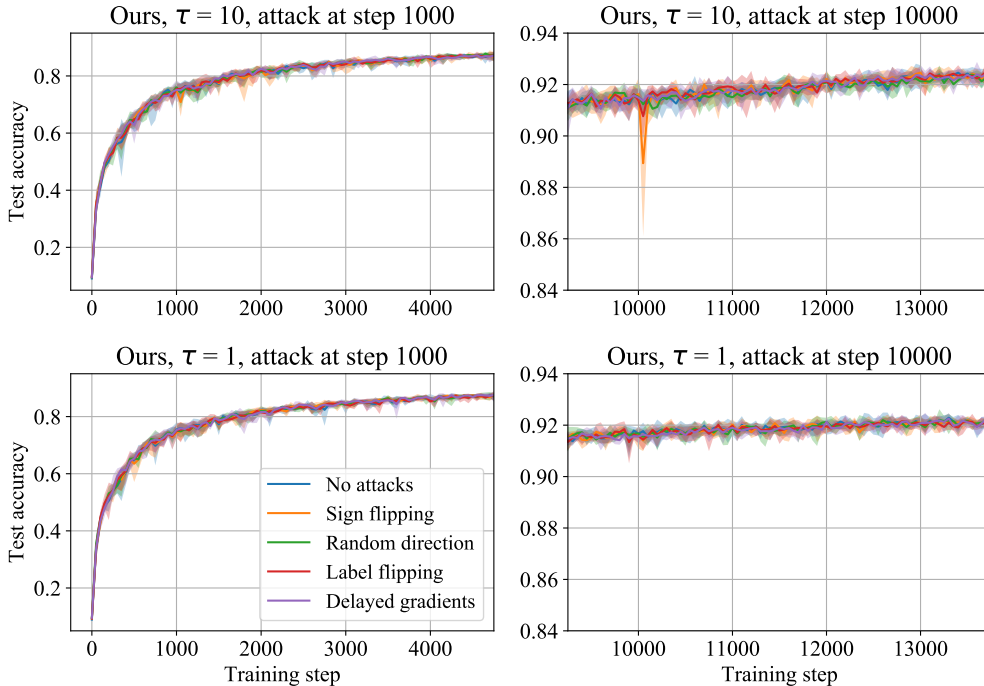 Ours, τ = 10, attack at step 1000
Ours, τ = 10, attack at step 10000
Test accuracy
0.8
0.6
0.4
0.2
0
1000
2000
3000
4000
0.94
0.92
0.90
0.88
0.86
0.84
10000
11000
12000
13000
Ours, τ = 1, attack at step 1000
Ours, τ = 1, attack at step 10000
Test accuracy
0.8
0.6
0.4
0.2
No attacks
Sign flipping
Random direction
Label flipping
Delayed gradients
0
1000
2000
3000
4000
Training step
0.94
0.92
0.90
0.88
0.86
0.84
10000
11000
12000
13000
Training step